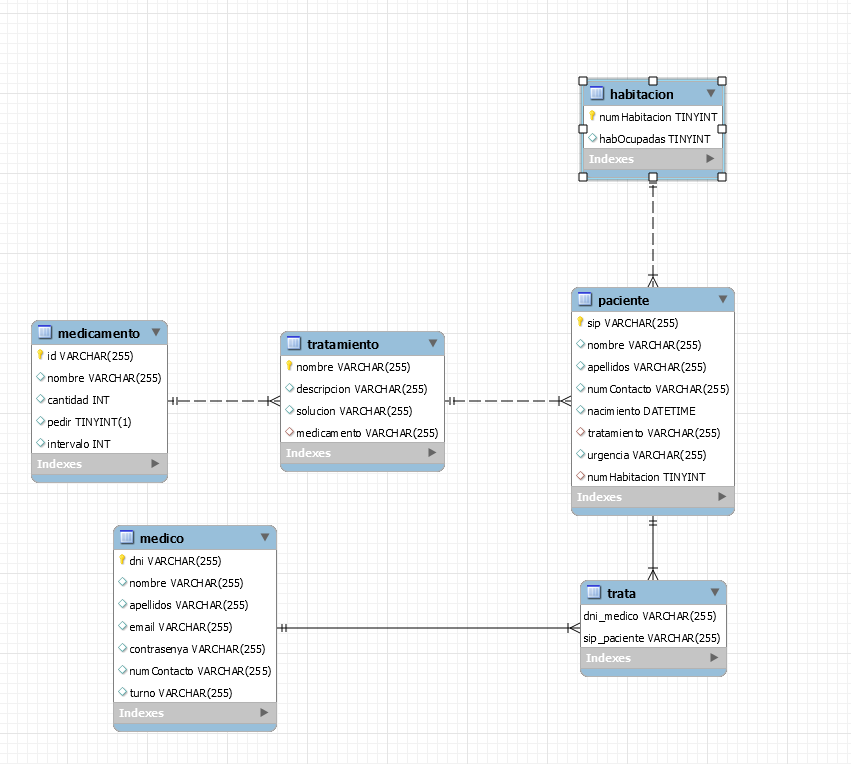 habitacion
numHabitacion TINYINT
habOcupadas TINYINT
Indexes
paciente
sip VARCHAR(255)
nombre VARCHAR(255)
apellidos VARCHAR(255)
numContacto VARCHAR(255)
nacimiento DATETIME
tratamiento VARCHAR(255)
urgencia VARCHAR(255)
numHabitacion TINYINT
Indexes
medicamento
id VARCHAR(255)
nombre VARCHAR(255)
cantidad INT
pedir TINYINT(1)
intervalo INT
Indexes
tratamiento
nombre VARCHAR(255)
descripcion VARCHAR(255)
solucion VARCHAR(255)
medicamento VARCHAR(255)
Indexes
medico
dni VARCHAR(255)
nombre VARCHAR(255)
apellidos VARCHAR(255)
email VARCHAR(255)
contrasenya VARCHAR(255)
numContacto VARCHAR(255)
turno VARCHAR(255)
Indexes
trata
dni_medico VARCHAR(255)
sip_paciente VARCHAR(255)
Indexes